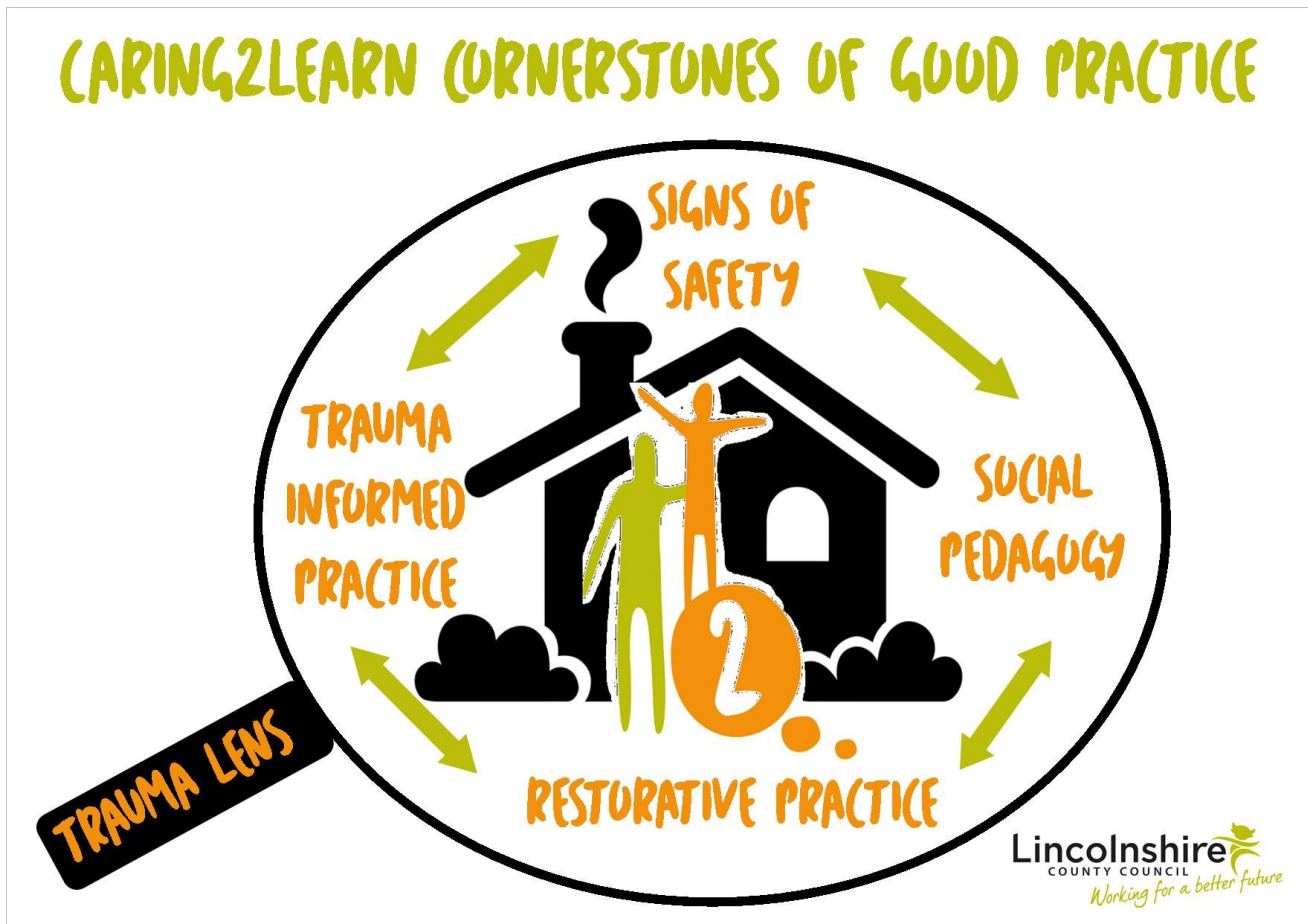 CARING2LEARN CORNERSTONES OF GOOD PRACTICE
SIGNS OF
SAFETY
TRAUMA
INFORMED
PRACTICE
SOCIAL
PEDAGOGY
2
RESTORATIVE PRACTICE
TRAUMA LENS
Lincolnshire
COUNTY COUNCIL
Working for a better future